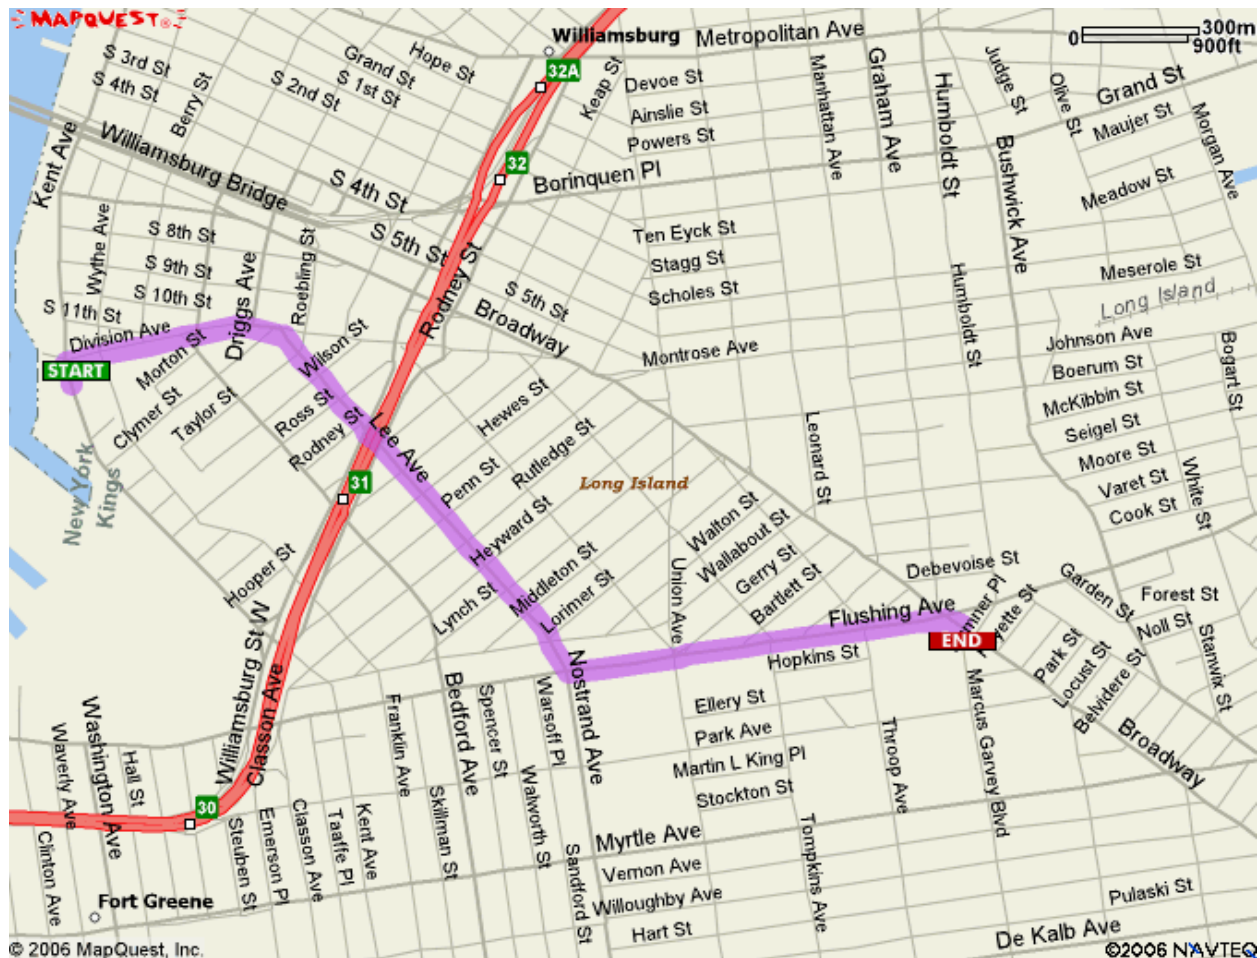 MAPQUEST®
Williamsburg
Metropolitan Ave
300m
0
900ft
S 3rd St
S 4th St
Berry St
S 2nd St
Grand St
S 1st St
Hope St
32A
Keap St
Devoe St
Ainslie St
Powers St
Manhattan Ave
Graham Ave
Humboldt St
Judge St
Olive St
Grand St
Maujer St
Morgan Ave
Kent Ave
Williamsburg Bridge
S 4th St
32
Borinquen Pl
Bushwick Ave
Meadow St
Wythe Ave
S 8th St
S 9th St
S 10th St
S 11th St
Driggs Ave
Roebling St
S 5th St
Rodney St
S 5th St
Broadway
Ten Eyck St
Stagg St
Scholes St
Humboldt St
Meserole St
Long Island
Division Ave
Morton St
START
Wilson St
Montrose Ave
Johnson Ave
Boerum St
Bogart St
McKibbin St
Seigel St
Moore St
Varet St
White St
Cook St
Clymer St
Taylor St
Ross St
Rodney St
Lee Ave
Hewes St
Rutledge St
Penn St
Leonard St
New York
Kings
31
Long Island
Heyward St
Walton St
Wallabout St
Gerry St
Bartlett St
Hooper St
Lynch St
Middleton St
Lorimer St
Union Ave
Debevoise St
Garden St
Forest St
Noll St
Stanwix St
Flushing Ave
END
Hopkins St
Park St
Locust St
Belvidere St
Broadway
Williamsburg St W
Classon Ave
Bedford Ave
Franklin Ave
Spencer St
Warsoff Pl
Nostrand Ave
Ellery St
Park Ave
Martin L King Pl
Stockton St
Throop Ave
Marcus Garvey Blvd
Waverly Ave
Washington Ave
Hall St
30
Steuben St
Emerson Pl
Classon Ave
Taaffe Pl
Kent Ave
Skillman St
Walworth St
Sandford St
Myrtle Ave
Vernon Ave
Willoughby Ave
Hart St
Tompkins Ave
Pulaski St
De Kalb Ave
Clinton Ave
Fort Greene
© 2006 MapQuest, Inc.
©2006 NAVTEQ